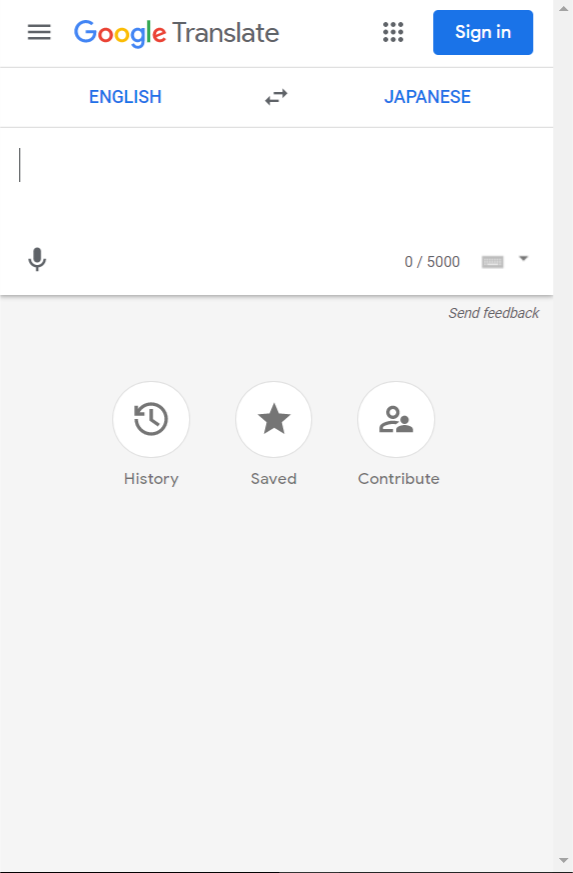 Google Translate
Sign in
ENGLISH
JAPANESE
0 / 5000
Send feedback
History
Saved
Contribute